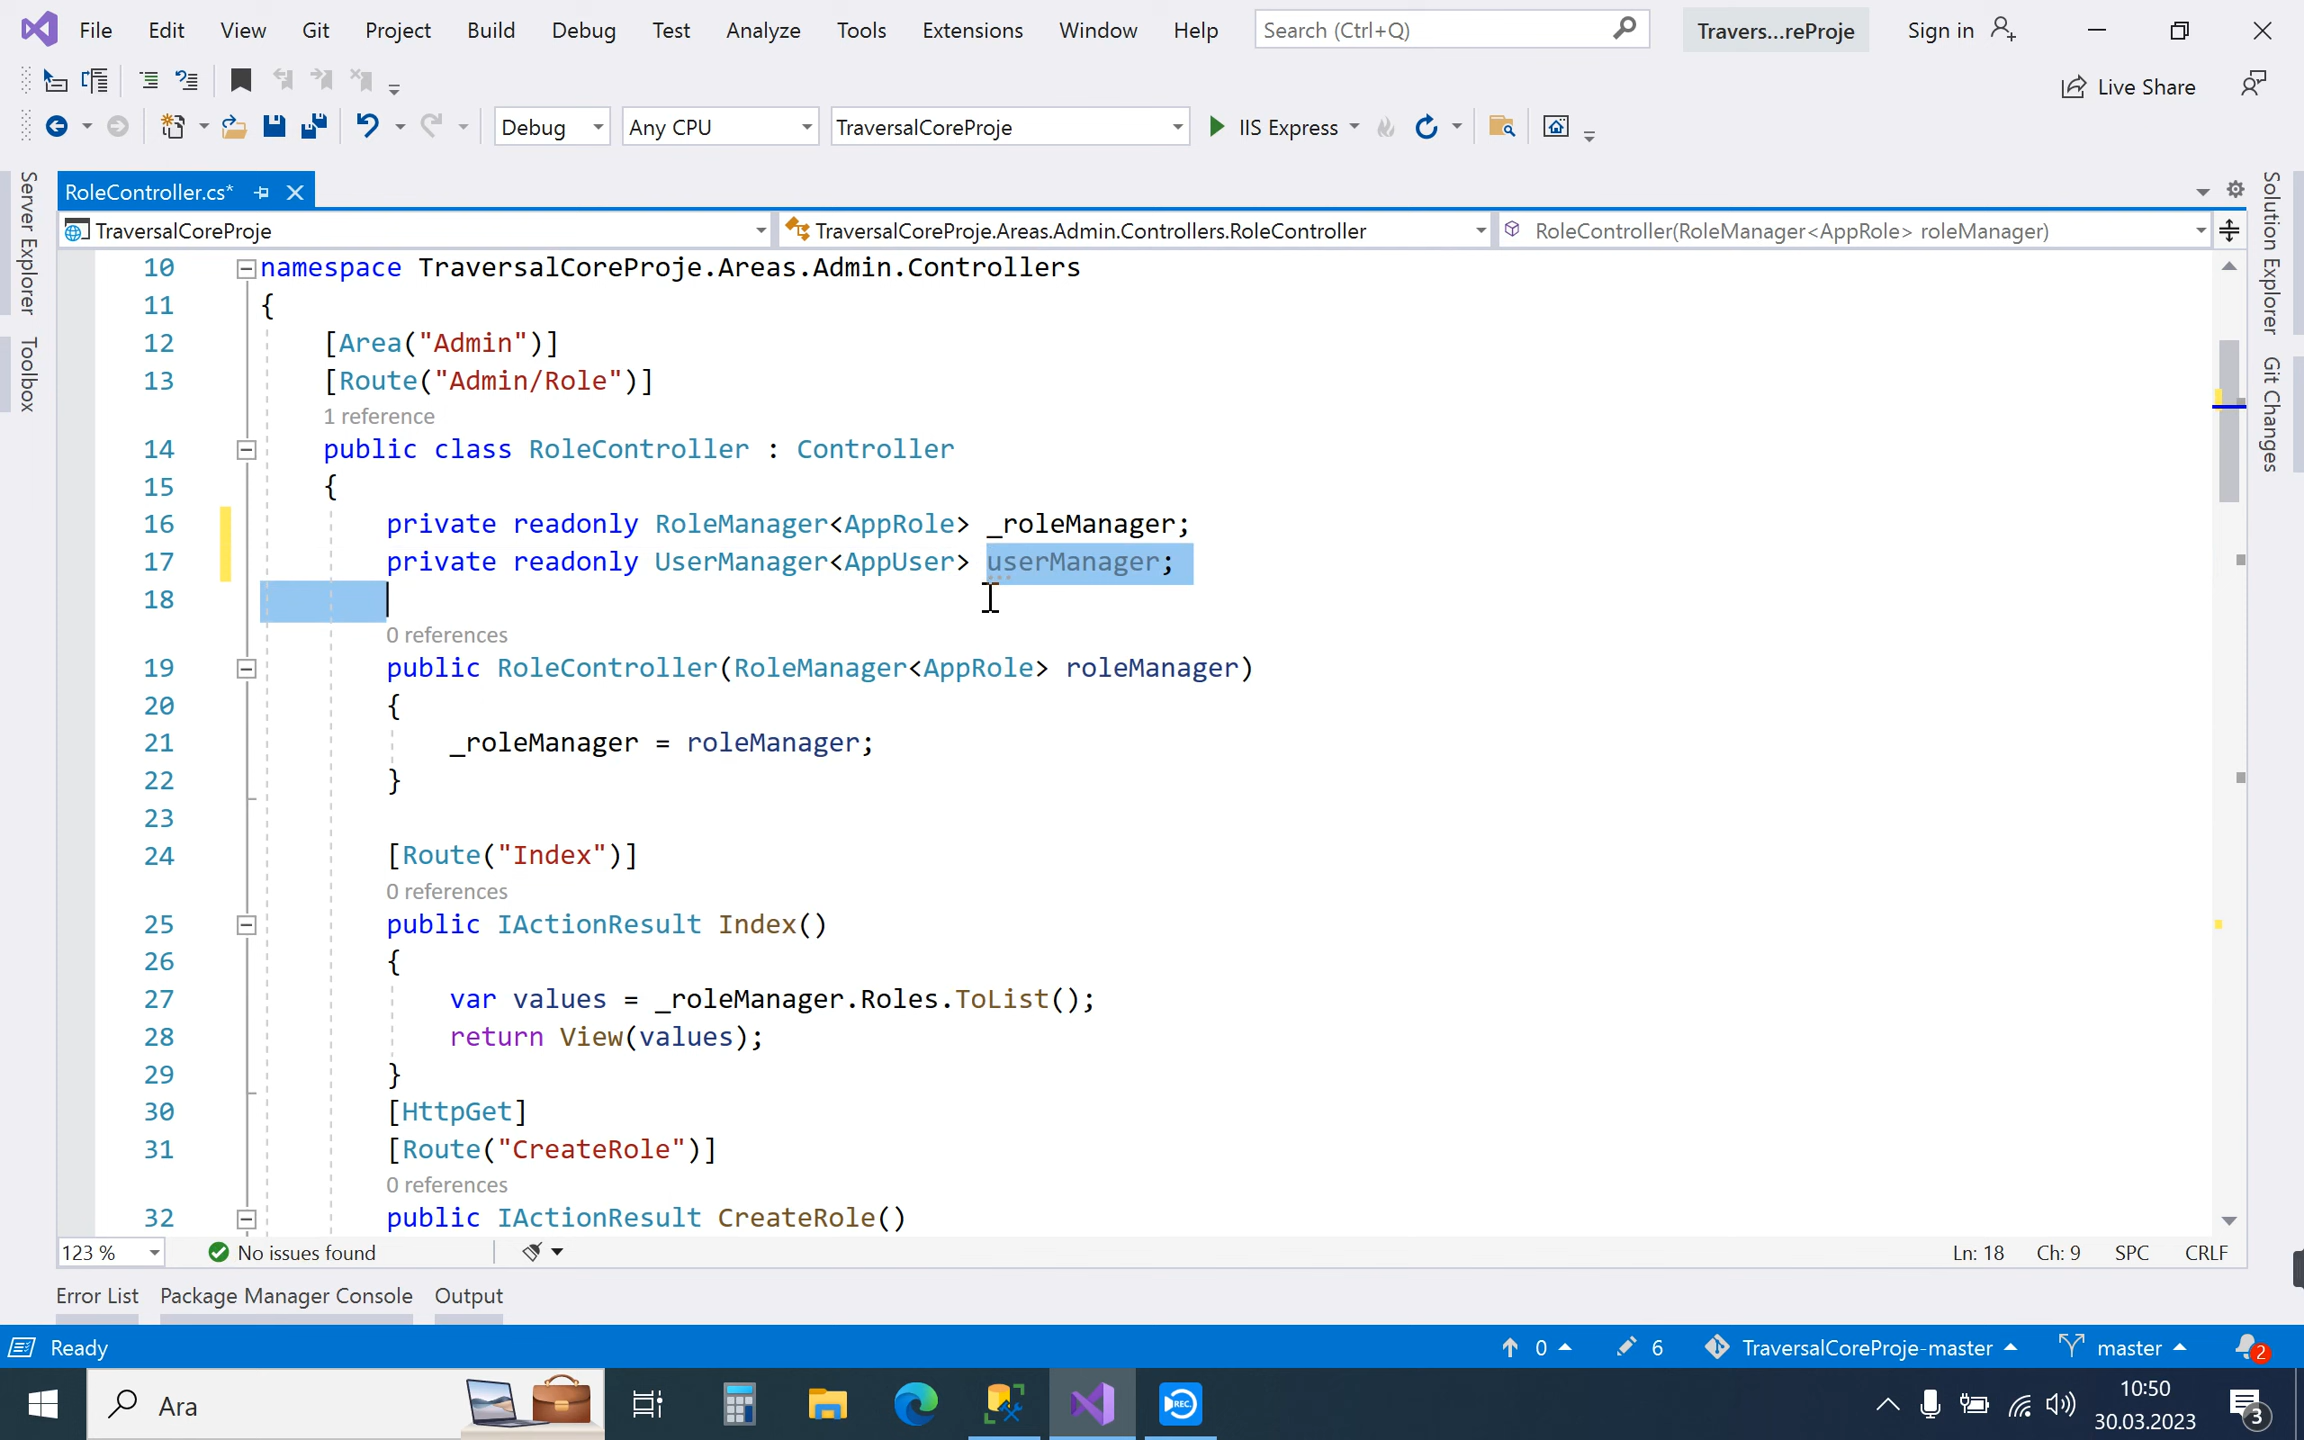 File Edit View Git Project Build Debug Test Analyze Tools Extensions Window Help Search (Ctrl+Q) Travers...reProje Sign in
Live Share
Debug Any CPU TraversalCoreProje IIS Express
RoleController.cs*
TraversalCoreProje TraversalCoreProje.Areas.Admin.Controllers.RoleController RoleController(RoleManager<AppRole> roleManager)
Server Explorer
Toolbox
Solution Explorer
Git Changes
10 namespace TraversalCoreProje.Areas.Admin.Controllers
11 {
12 [Area("Admin")]
13 [Route("Admin/Role")]
1 reference
14 public class RoleController : Controller
15 {
16 private readonly RoleManager<AppRole> _roleManager;
17 private readonly UserManager<AppUser> userManager;
18
0 references
19 public RoleController(RoleManager<AppRole> roleManager)
20 {
21 _roleManager = roleManager;
22 }
23
24 [Route("Index")]
0 references
25 public IActionResult Index()
26 {
27 var values = _roleManager.Roles.ToList();
28 return View(values);
29 }
30 [HttpGet]
31 [Route("CreateRole")]
0 references
32 public IActionResult CreateRole()
123 % No issues found Ln: 18 Ch: 9 SPC CRLF
Error List Package Manager Console Output
Ready 0 6 TraversalCoreProje-master master 2
Ara REC 10:50
30.03.2023 3